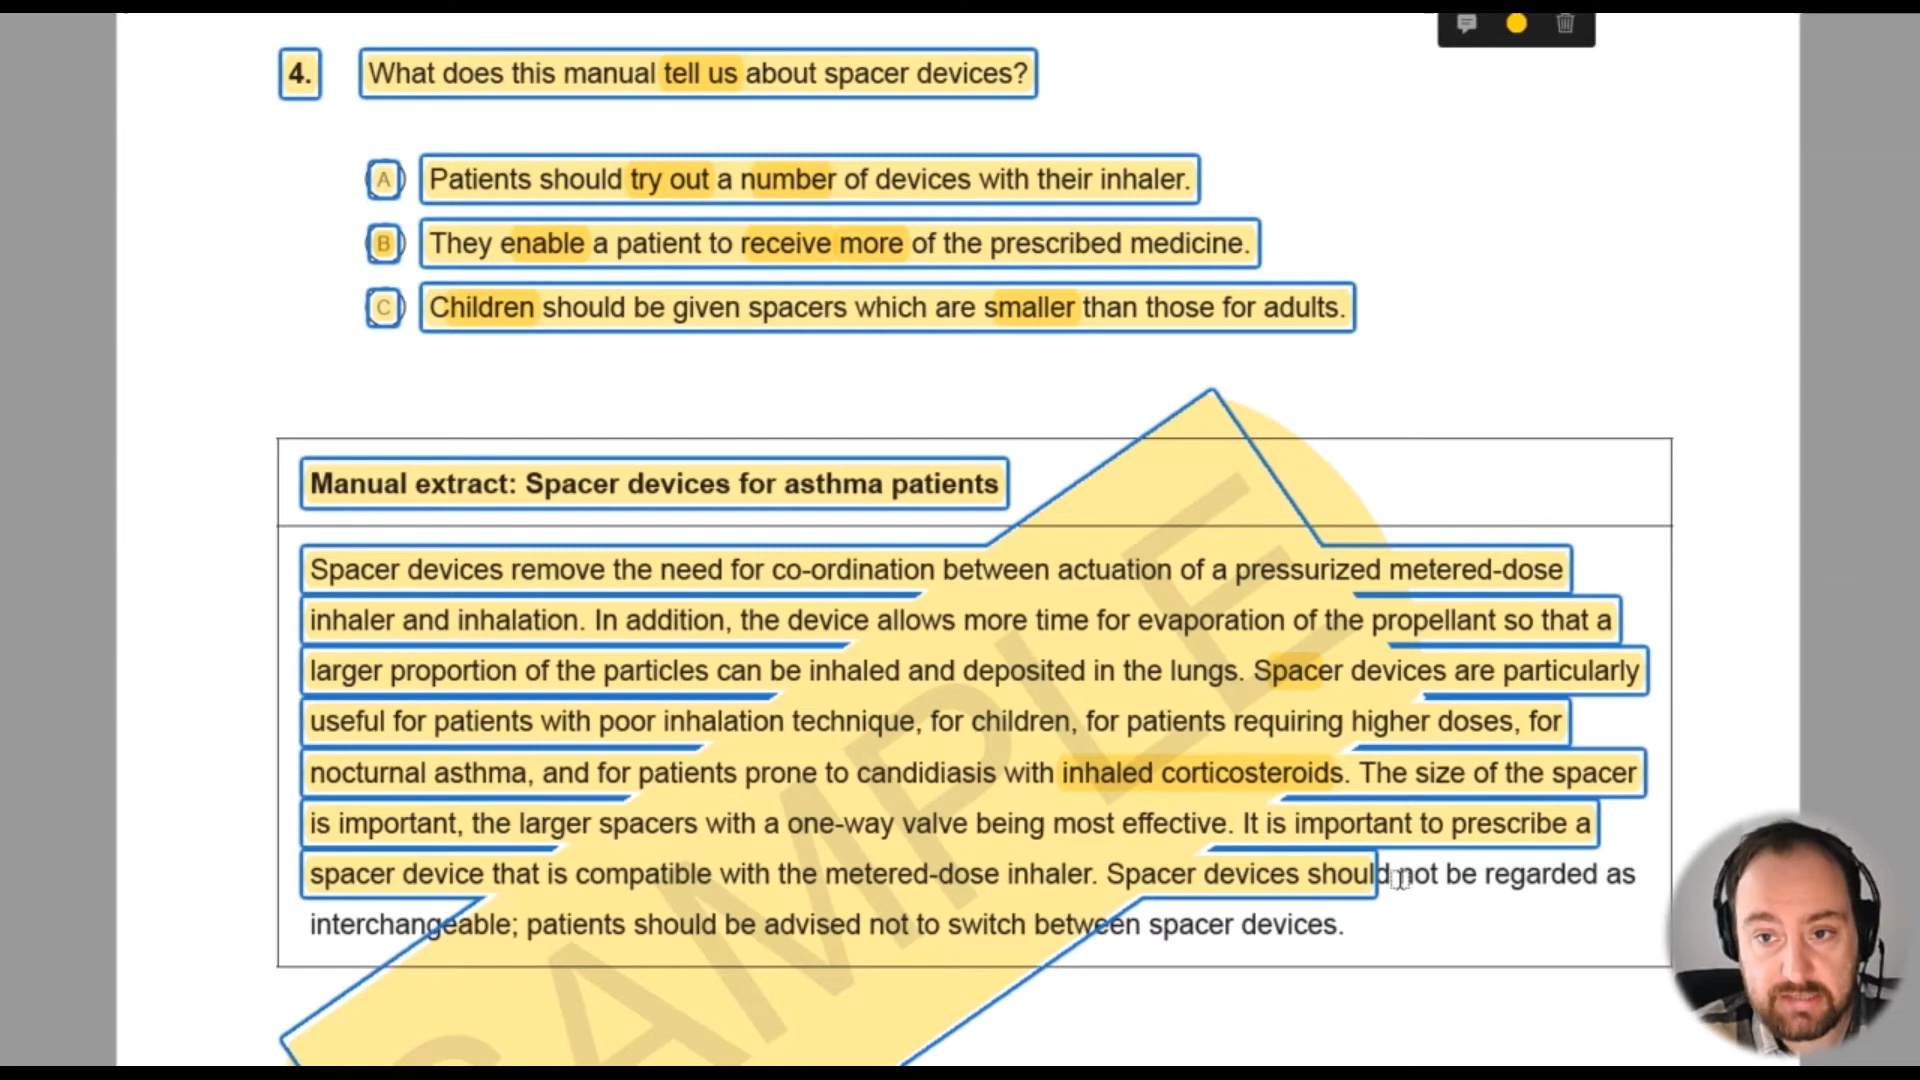 4. What does this manual tell us about spacer devices?
A Patients should try out a number of devices with their inhaler.
B They enable a patient to receive more of the prescribed medicine.
C Children should be given spacers which are smaller than those for adults.
Manual extract: Spacer devices for asthma patients
Spacer devices remove the need for co-ordination between actuation of a pressurized metered-dose
inhaler and inhalation. In addition, the device allows more time for evaporation of the propellant so that a
larger proportion of the particles can be inhaled and deposited in the lungs. Spacer devices are particularly
useful for patients with poor inhalation technique, for children, for patients requiring higher doses, for
nocturnal asthma, and for patients prone to candidiasis with inhaled corticosteroids. The size of the spacer
is important, the larger spacers with a one-way valve being most effective. It is important to prescribe a
spacer device that is compatible with the metered-dose inhaler. Spacer devices should not be regarded as
interchangeable; patients should be advised not to switch between spacer devices.
SAMPLE